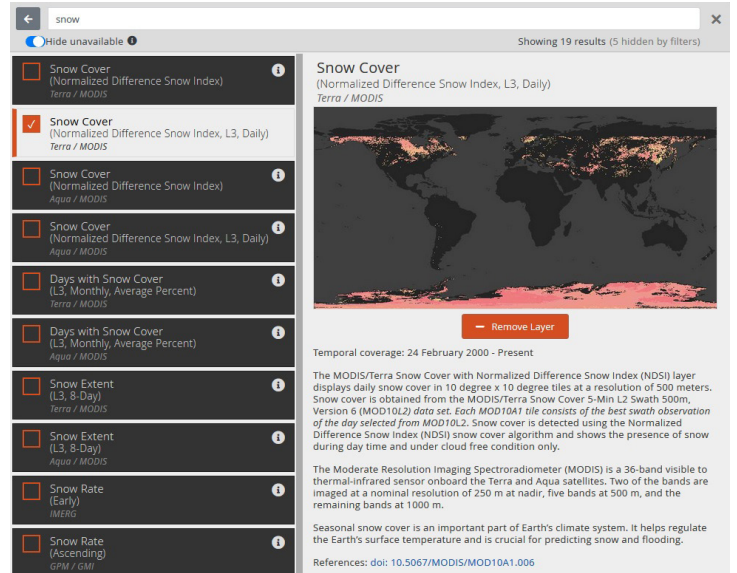 snow
Hide unavailable
Showing 19 results (5 hidden by filters)
Snow Cover
(Normalized Difference Snow Index)
Terra / MODIS
Snow Cover
(Normalized Difference Snow Index, L3, Daily)
Terra / MODIS
Snow Cover
(Normalized Difference Snow Index)
Aqua / MODIS
Snow Cover
(Normalized Difference Snow Index, L3, Daily)
Aqua / MODIS
Days with Snow Cover
(L3, Monthly, Average Percent)
Terra / MODIS
Days with Snow Cover
(L3, Monthly, Average Percent)
Aqua / MODIS
Snow Extent
(L3, 8-Day)
Terra / MODIS
Snow Extent
(L3, 8-Day)
Aqua / MODIS
Snow Rate
(Early)
IMERG
Snow Rate
(Ascending)
GPM / GMI
Snow Cover
(Normalized Difference Snow Index, L3, Daily)
Terra / MODIS
Remove Layer
Temporal coverage: 24 February 2000 - Present
The MODIS/Terra Snow Cover with Normalized Difference Snow Index (NDSI) layer
displays daily snow cover in 10 degree x 10 degree tiles at a resolution of 500 meters.
Snow cover is obtained from the MODIS/Terra Snow Cover 5-Min L2 Swath 500m,
Version 6 (MOD10L2) data set. Each MOD10A1 tile consists of the best swath observation
of the day selected from MOD10L2. Snow cover is detected using the Normalized
Difference Snow Index (NDSI) snow cover algorithm and shows the presence of snow
during day time and under cloud free condition only.
The Moderate Resolution Imaging Spectroradiometer (MODIS) is a 36-band visible to
thermal-infrared sensor onboard the Terra and Aqua satellites. Two of the bands are
imaged at a nominal resolution of 250 m at nadir, five bands at 500 m, and the
remaining bands at 1000 m.
Seasonal snow cover is an important part of Earth's climate system. It helps regulate
the Earth's surface temperature and is crucial for predicting snow and flooding.
References: doi: 10.5067/MODIS/MOD10A1.006